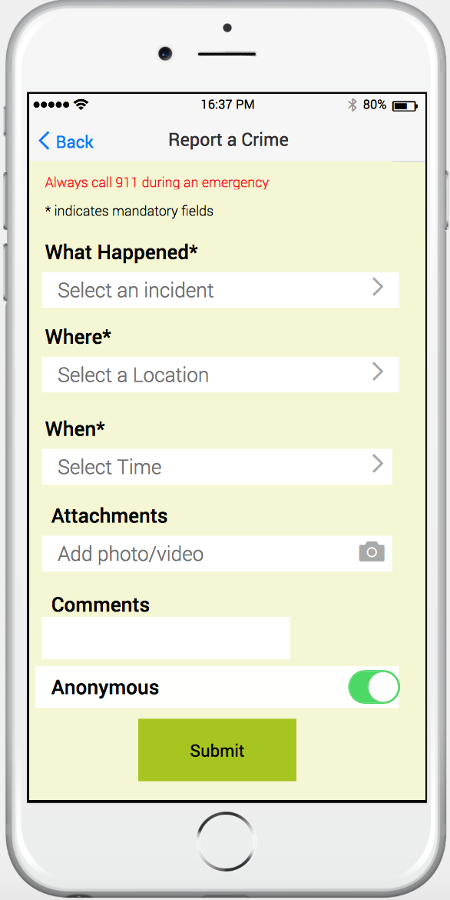 16:37 PM 80%
Back Report a Crime
Always call 911 during an emergency
* indicates mandatory fields
What Happened*
Select an incident
Where*
Select a Location
When*
Select Time
Attachments
Add photo/video
Comments
Anonymous
Submit